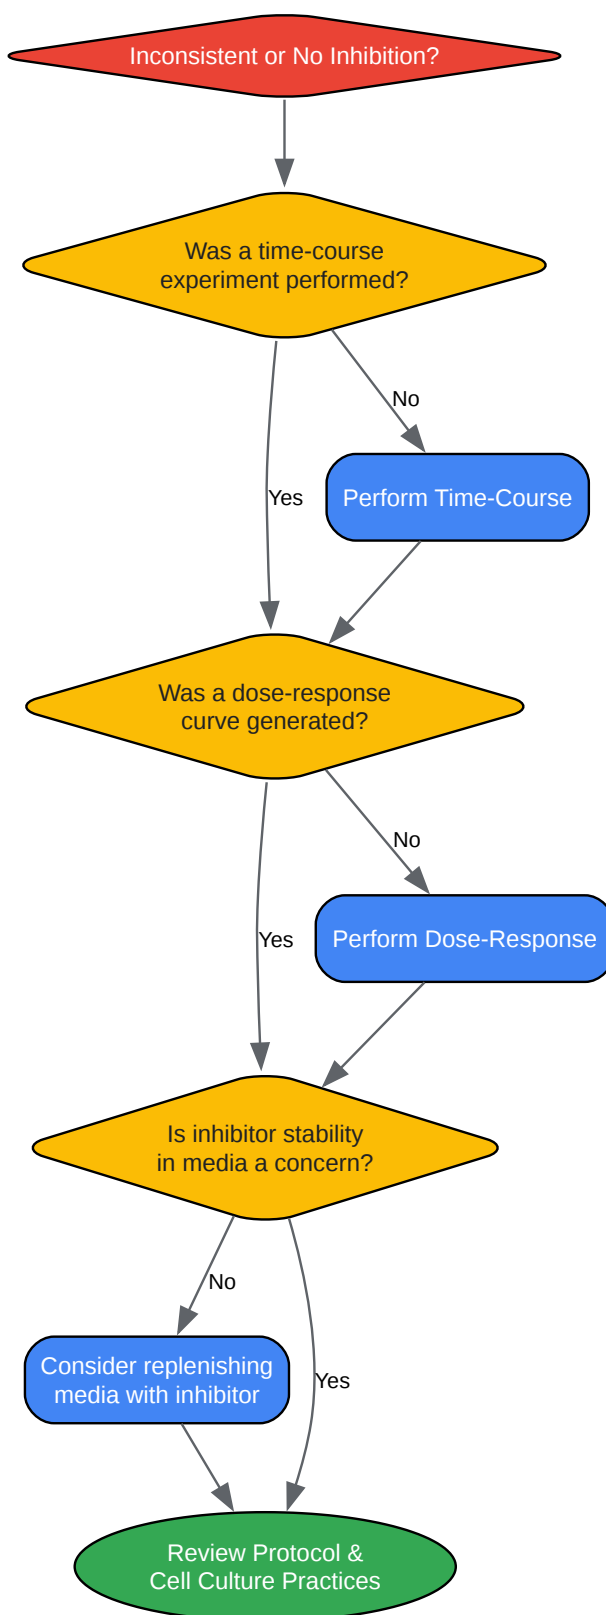 Inconsistent or No Inhibition?
Was a time-course
experiment performed?
No
Yes
Perform Time-Course
Was a dose-response
curve generated?
No
Yes
Perform Dose-Response
Is inhibitor stability
in media a concern?
No
Consider replenishing
media with inhibitor
Yes
Review Protocol &
Cell Culture Practices